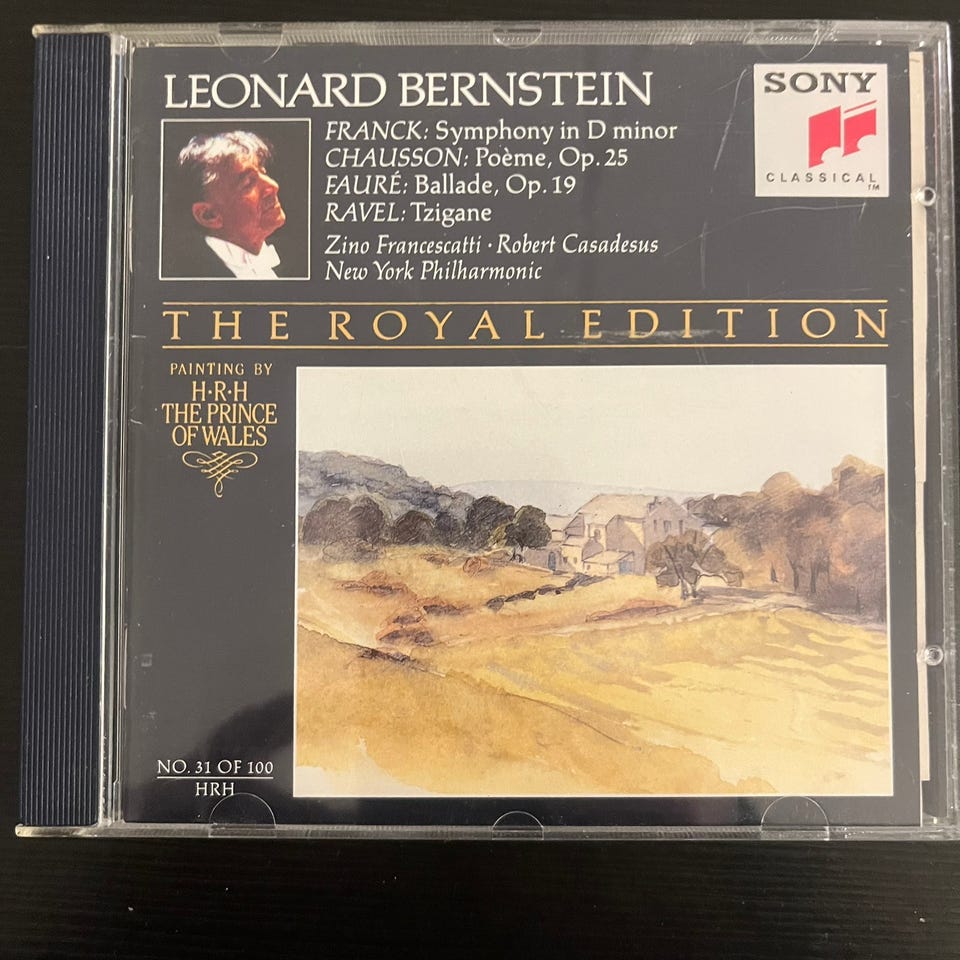 LEONARD BERNSTEIN
FRANCK: Symphony in D minor
CHAUSSON: Poème, Op. 25
FAURÉ: Ballade, Op. 19
RAVEL: Tzigane
Zino Francescatti · Robert Casadesus
New York Philharmonic
SONY
CLASSICAL™
THE ROYAL EDITION
PAINTING BY
H·R·H
THE PRINCE
OF WALES
NO. 31 OF 100
HRH